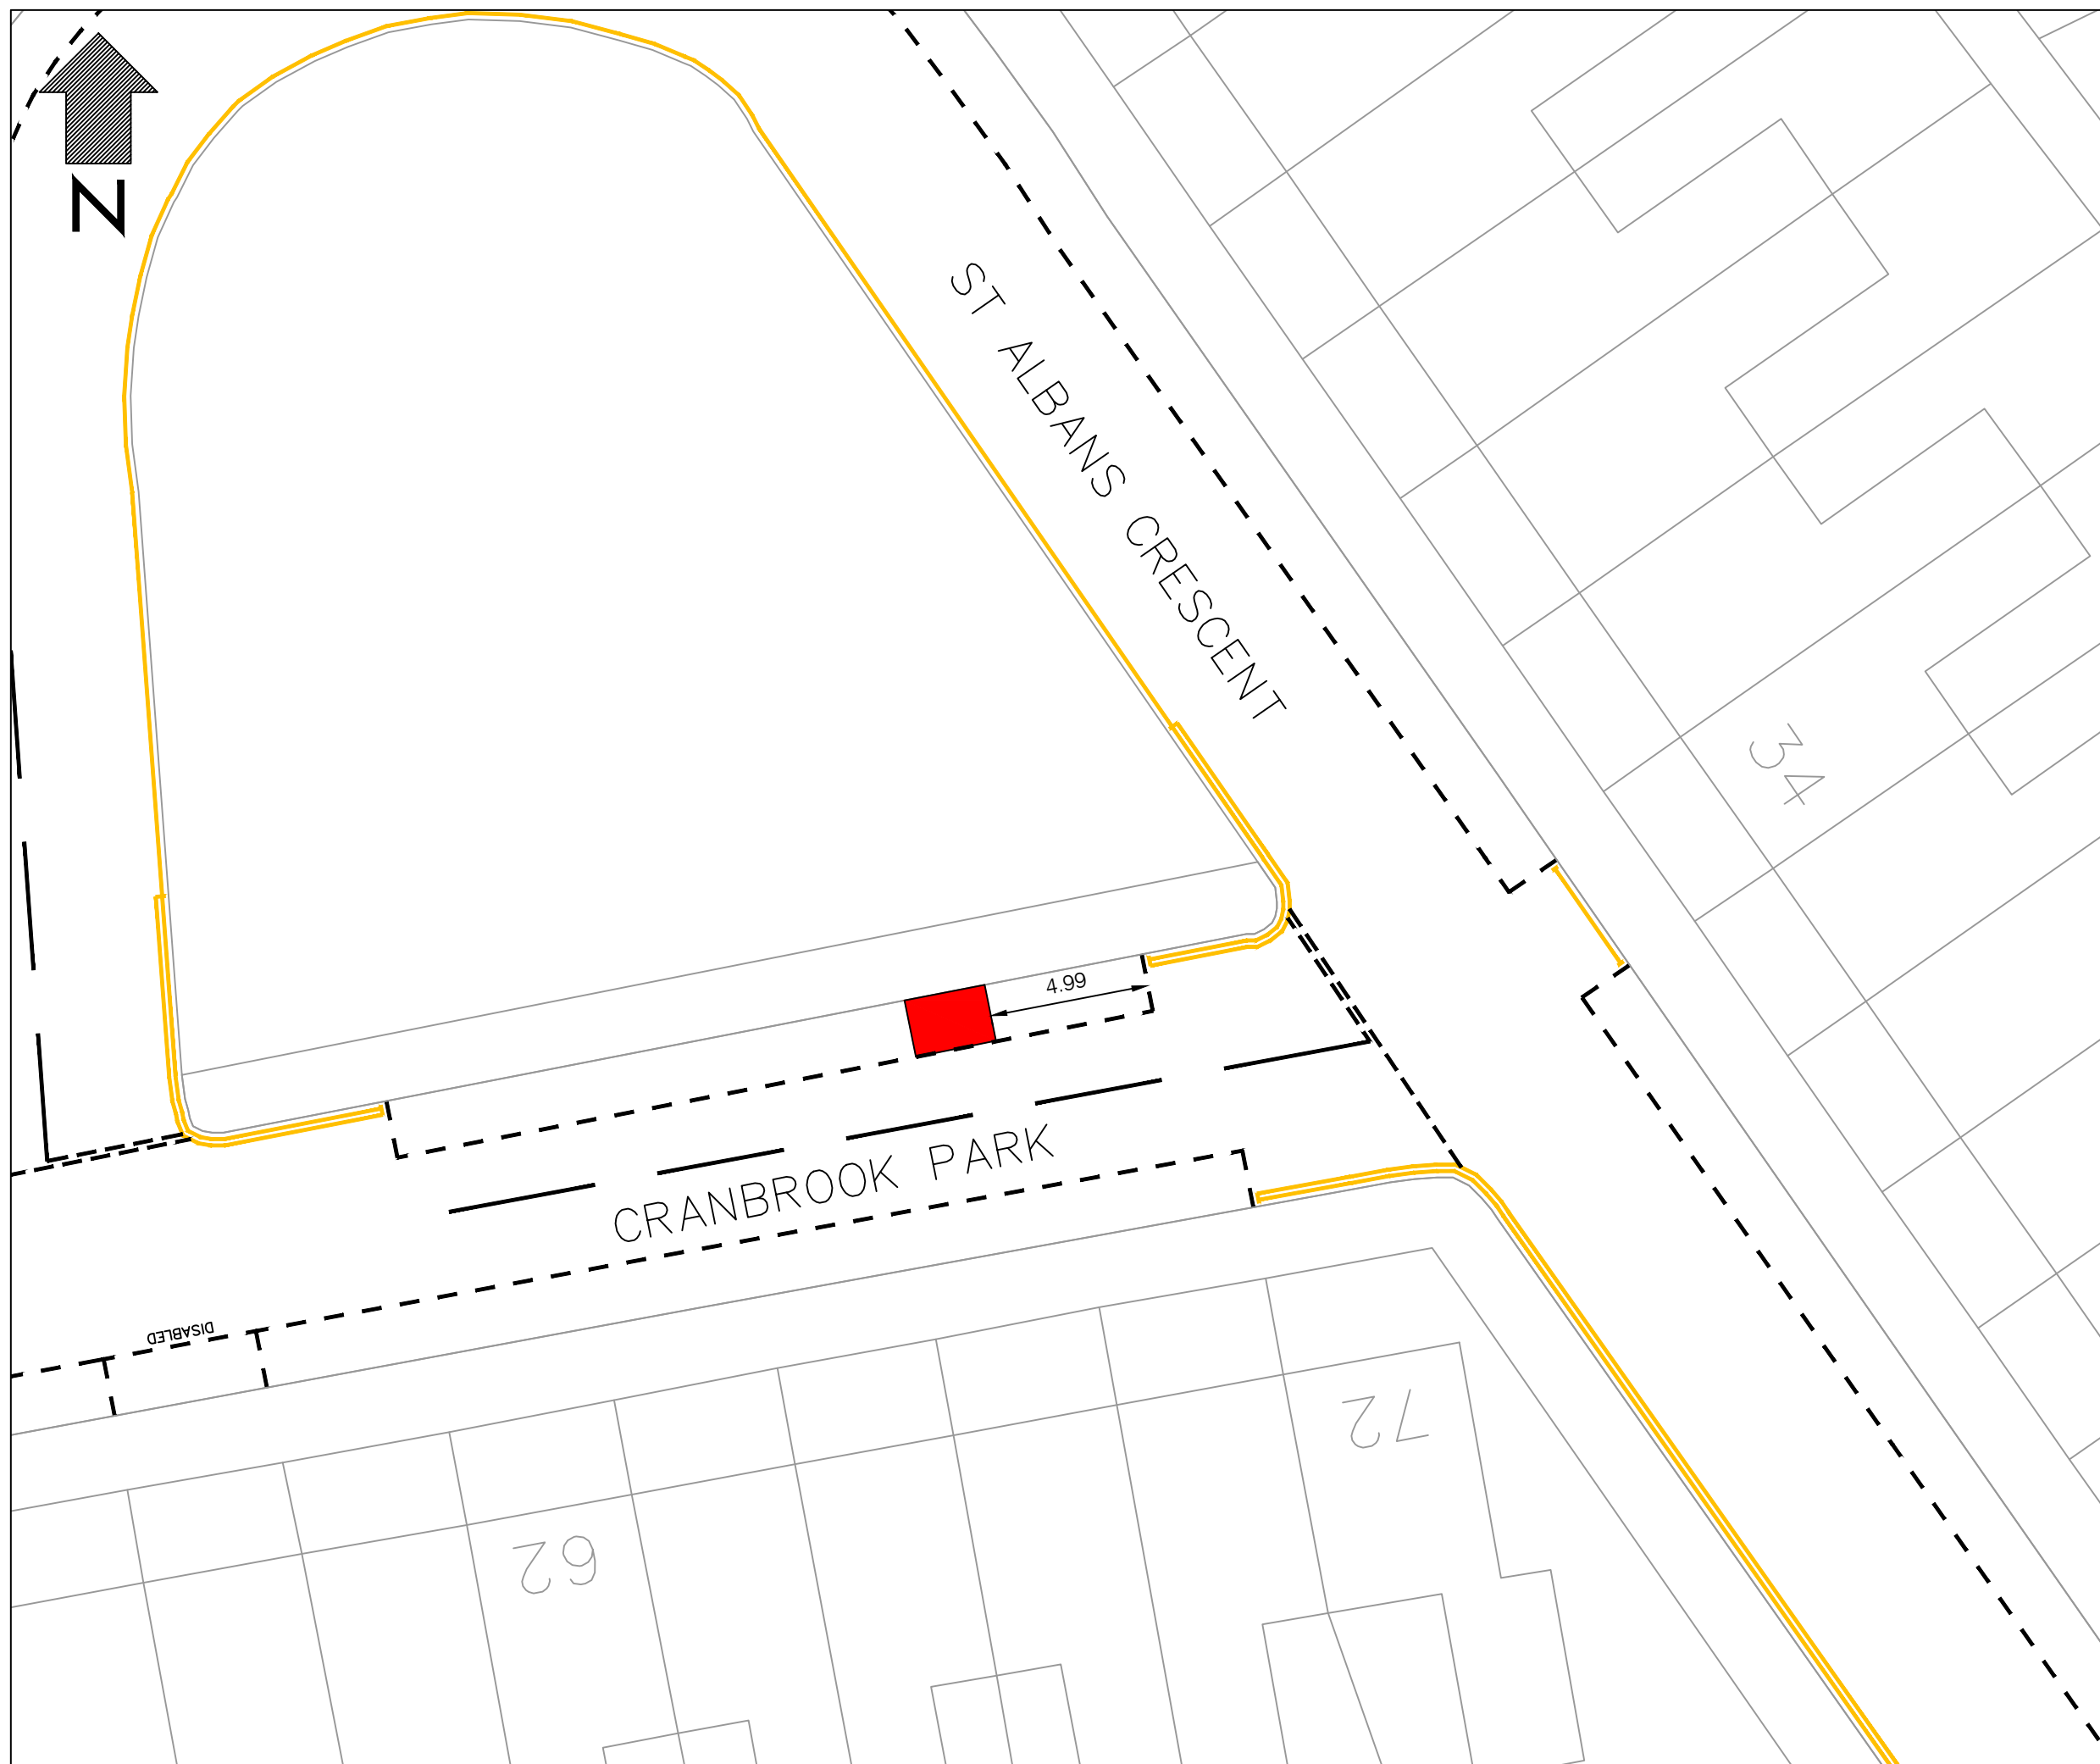 N
ST ALBANS CRESCENT
34
4.99
CRANBROOK PARK
DISABLED
72
62